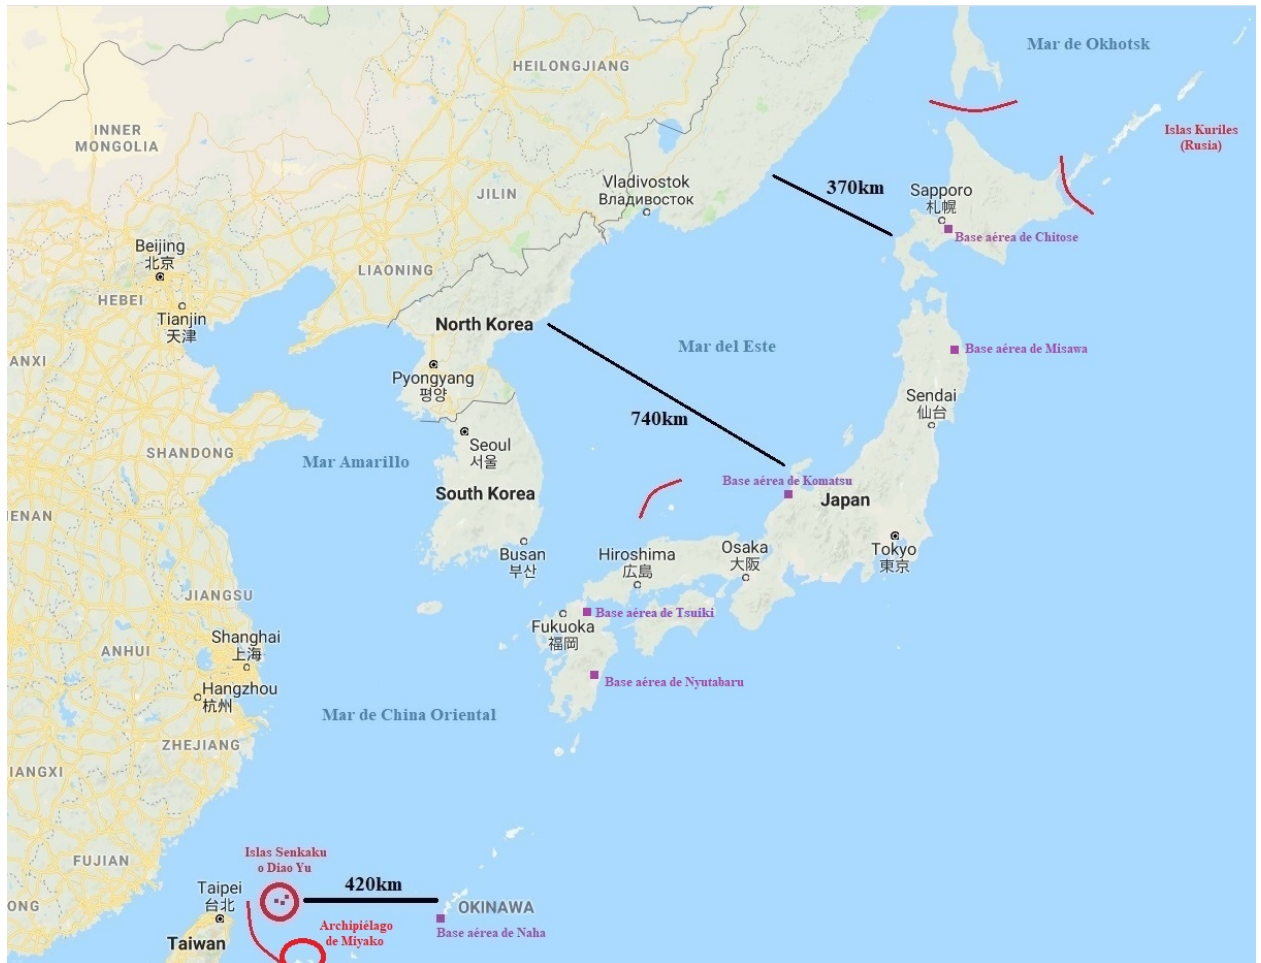 Mar de Okhotsk
HEILONGJIANG
INNER
MONGOLIA
Islas Kuriles
(Rusia)
Vladivostok
Владивосток
370km
JILIN
Sapporo
札幌
Base aérea de Chitose
Beijing
北京
LIAONING
HEBEI
Tianjin
天津
North Korea
Mar del Este
Base aérea de Misawa
ANXI
Pyongyang
평양
Sendai
仙台
740km
SHANDONG
Mar Amarillo
Seoul
서울
Base aérea de Komatsu
South Korea
Japan
ENAN
Busan
부산
Hiroshima
広島
Osaka
大阪
Tokyo
東京
JIANGSU
Base aérea de Tsuiki
Fukuoka
福岡
Shanghai
上海
ANHUI
Hangzhou
杭州
Base aérea de Nyutabaru
Mar de China Oriental
ZHEJIANG
IANGXI
Islas Senkaku
o Diao Yu
FUJIAN
Taipei
台北
420km
ONG
OKINAWA
Archipiélago
de Miyako
Base aérea de Naha
Taiwan